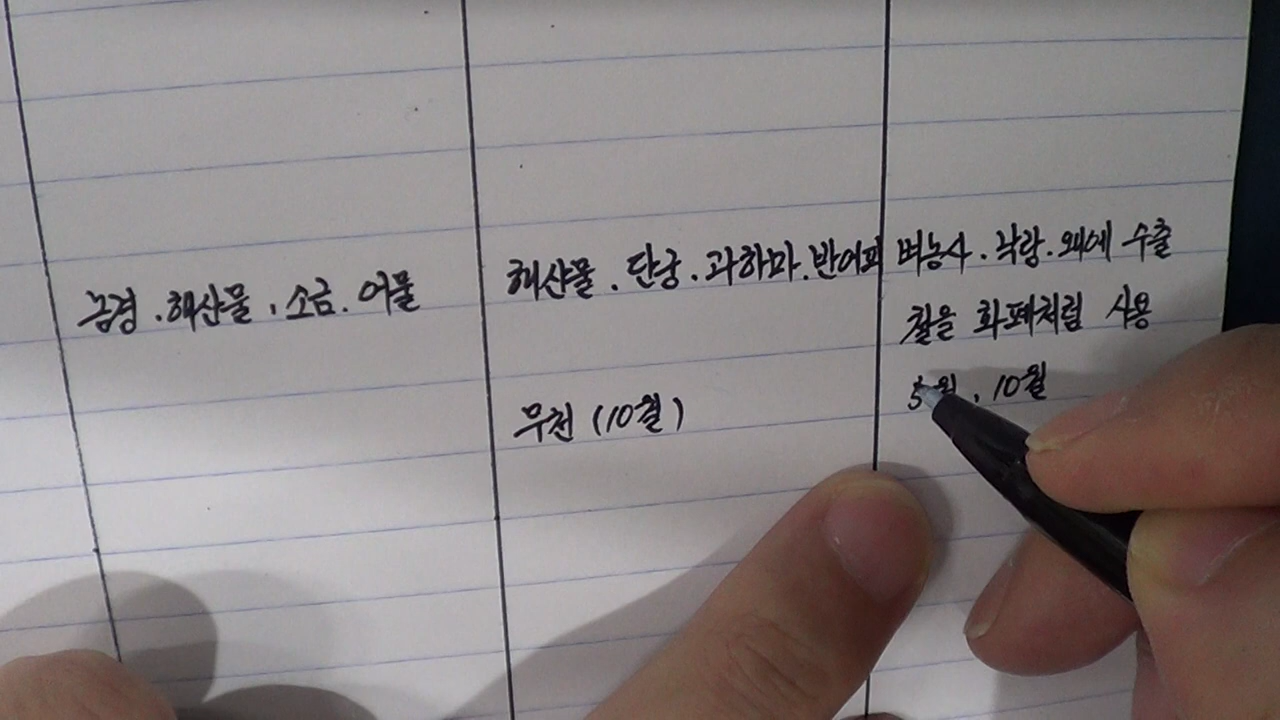 농경 . 해산물 , 소금 . 어물
해산물 . 단궁 . 과하마 . 반어피
무천 (10월)
벼농사 . 낙랑 . 왜에 수출
철을 화폐처럼 사용
5월 , 10월